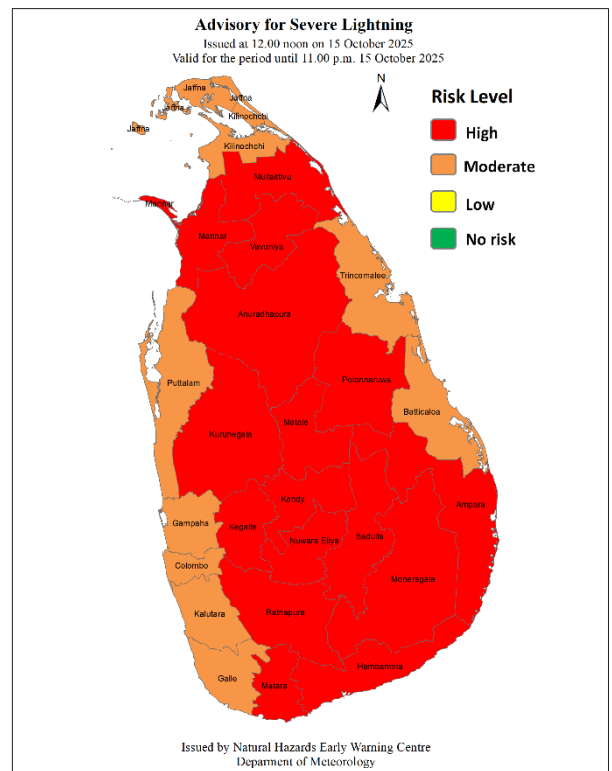 Advisory for Severe Lightning
Issued at 12.00 noon on 15 October 2025
Valid for the period until 11.00 p.m. 15 October 2025
N
Risk Level
High
Moderate
Low
No risk
Jaffna
Jaffna
Jaffna
Jaffna
Kilinochchi
Kilinochchi
Mullaitivu
Mannar
Mannar
Vavuniya
Trincomalee
Anuradhapura
Polonnaruwa
Puttalam
Batticaloa
Matale
Kurunegala
Kandy
Ampara
Gampaha
Kegalle
Nuwara Eliya
Badulla
Colombo
Moneragala
Kalutara
Ratnapura
Hambantota
Galle
Matara
Issued by Natural Hazards Early Warning Centre
Deparment of Meteorology